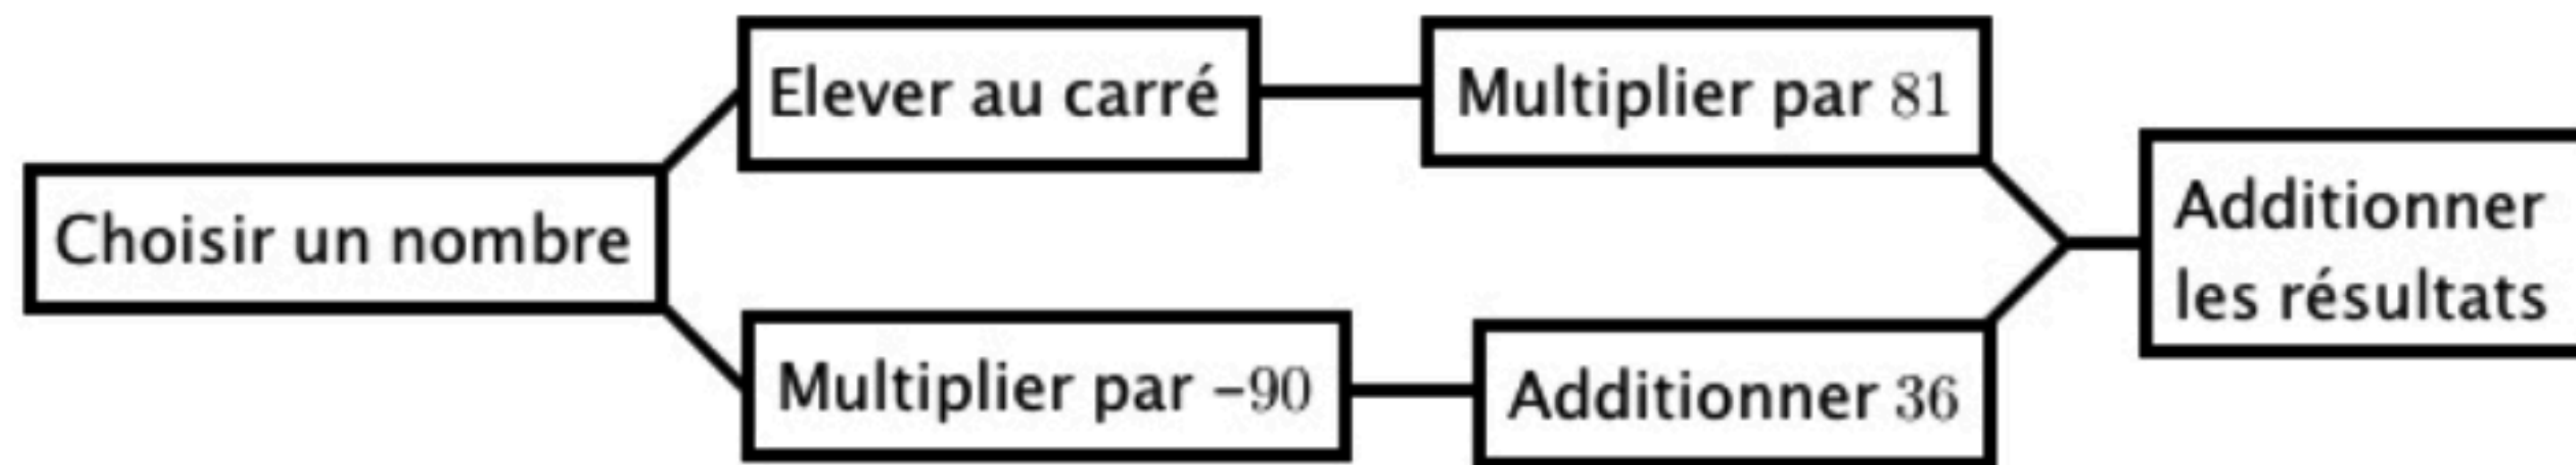 Elever au carré
Multiplier par 81
Choisir un nombre
Additionner
les résultats
Multiplier par −90
Additionner 36